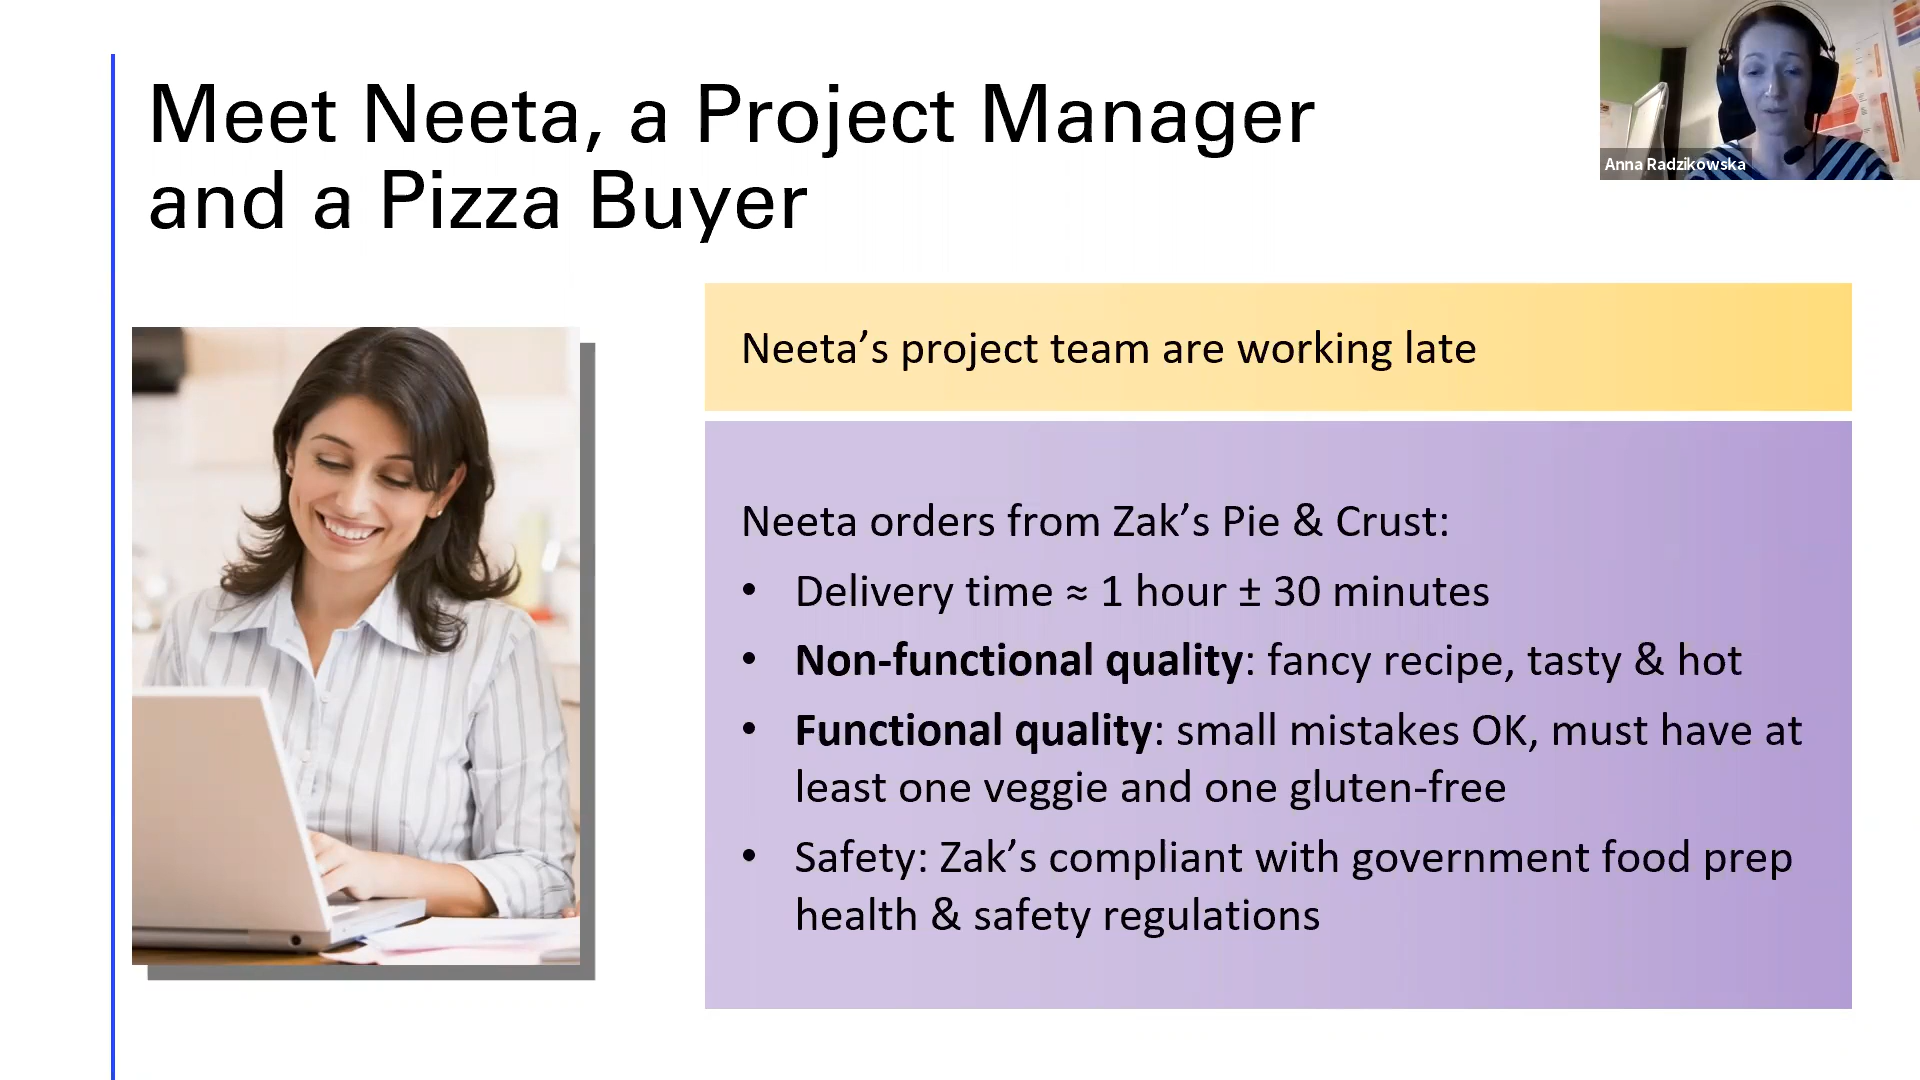 Meet Neeta, a Project Manager
and a Pizza Buyer
Anna Radzikowska
Neeta’s project team are working late
Neeta orders from Zak’s Pie & Crust:
• Delivery time ≈ 1 hour ± 30 minutes
• Non-functional quality: fancy recipe, tasty & hot
• Functional quality: small mistakes OK, must have at
least one veggie and one gluten-free
• Safety: Zak’s compliant with government food prep
health & safety regulations